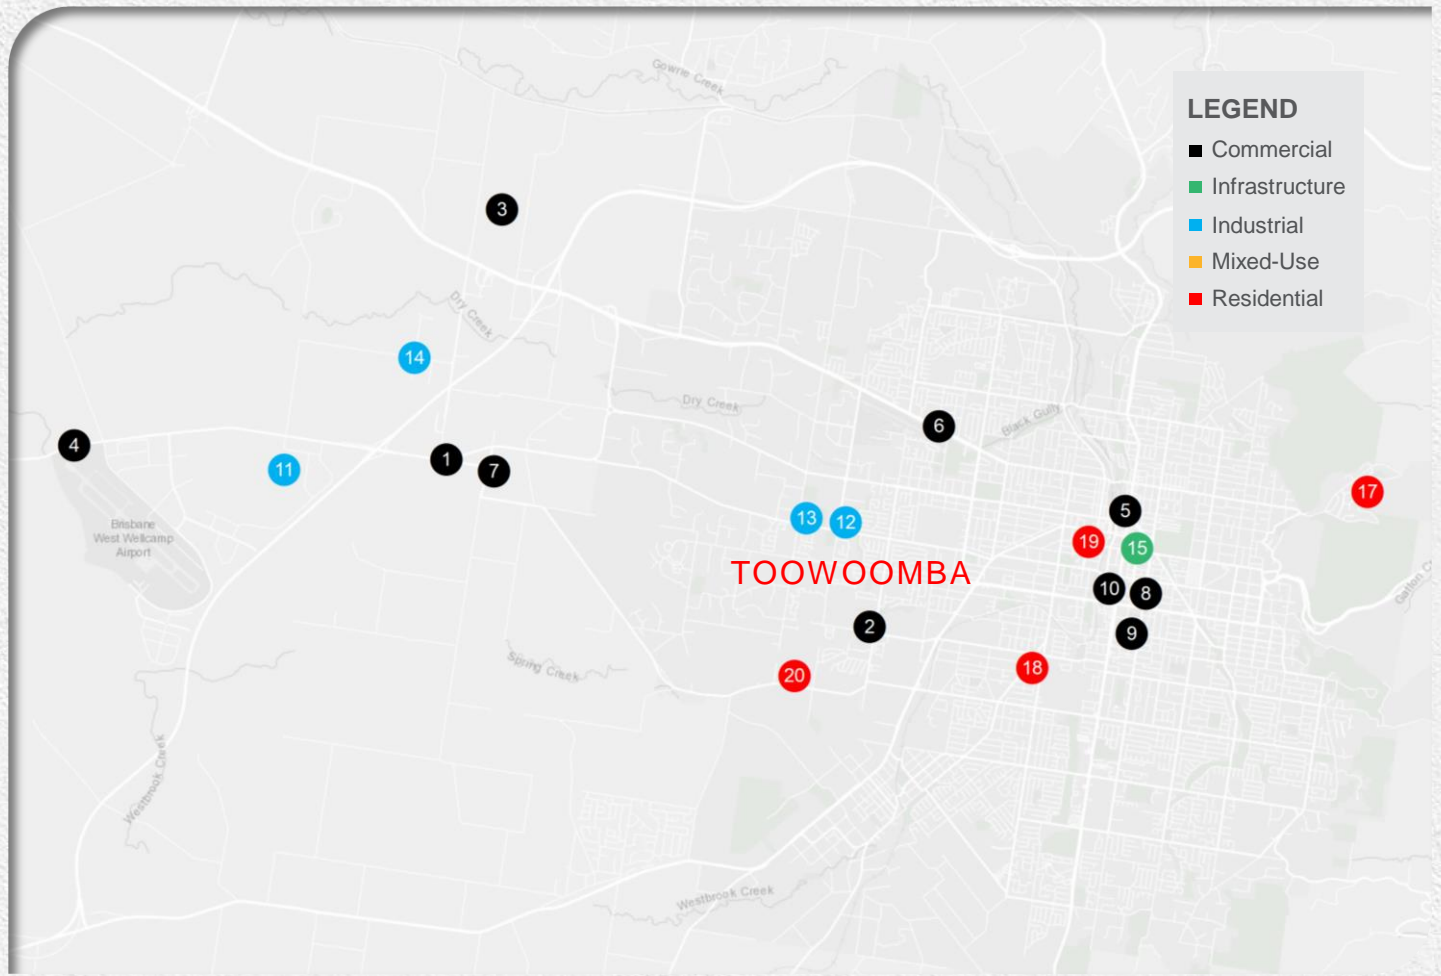 Gowrie Creek
LEGEND
Commercial
Infrastructure
Industrial
Mixed-Use
Residential
3
Dry Creek
14
Dry Creek
6
Black Gully
4
11
1
7
17
13
12
5
19
15
Brisbane
West Wellcamp
Airport
TOOWOOMBA
10
8
2
9
Spring Creek
20
18
Westbrook Creek
Westbrook Creek
Gatton